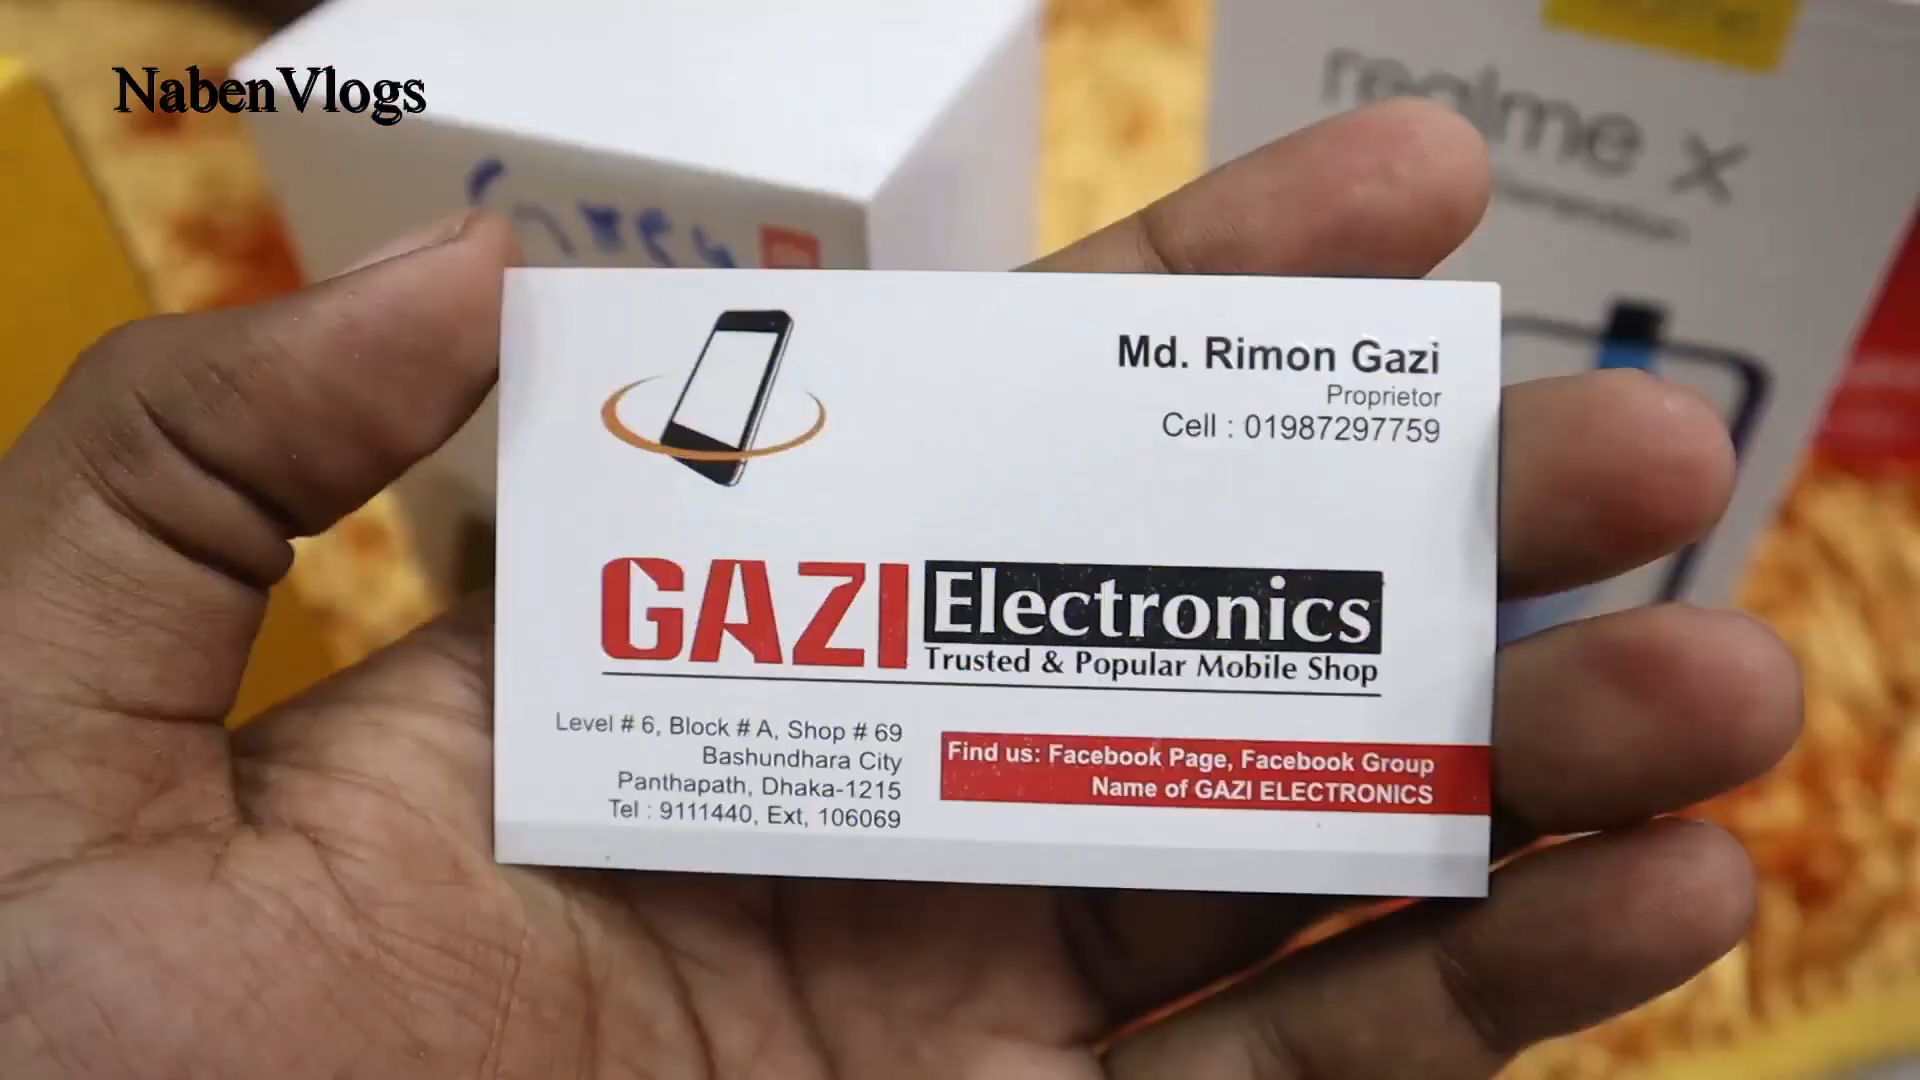 NabenVlogs
realme X
Grey
Md. Rimon Gazi
Proprietor
Cell : 01987297759
GAZI Electronics
Trusted & Popular Mobile Shop
Level # 6, Block # A, Shop # 69
Bashundhara City
Panthapath, Dhaka-1215
Tel : 9111440, Ext, 106069
Find us: Facebook Page, Facebook Group
Name of GAZI ELECTRONICS